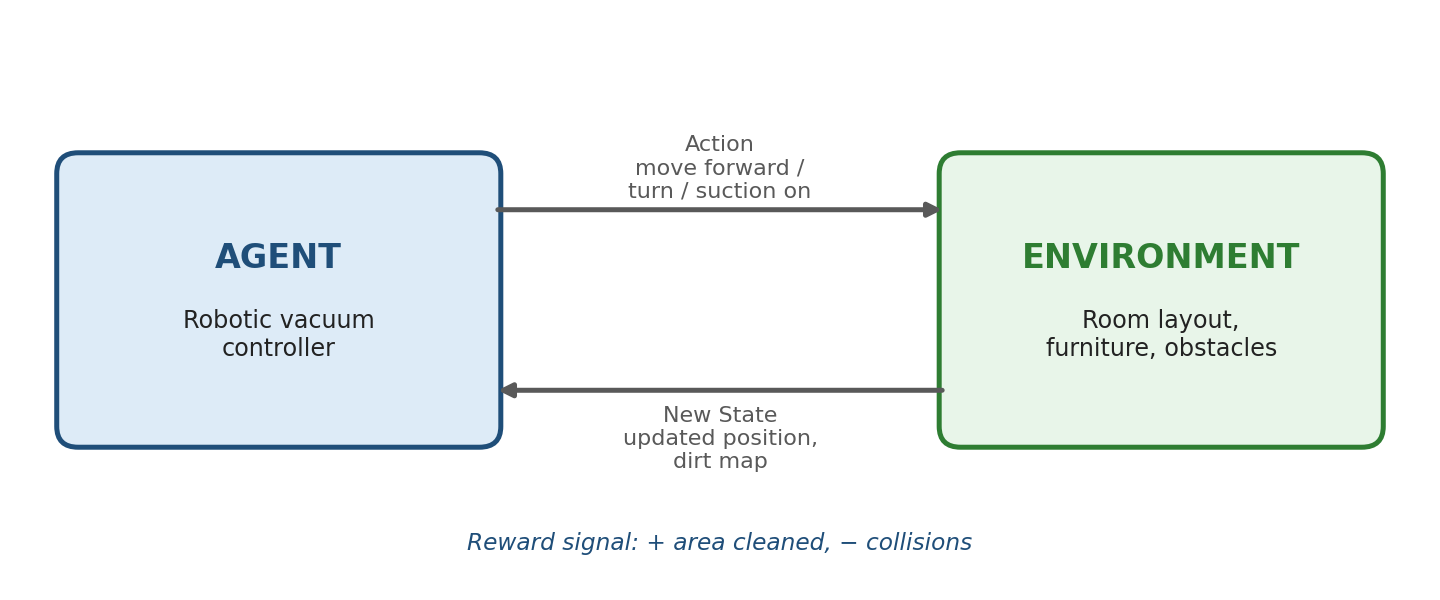 Action
move forward /
turn / suction on
AGENT
Robotic vacuum
controller
ENVIRONMENT
Room layout,
furniture, obstacles
New State
updated position,
dirt map
Reward signal: + area cleaned, − collisions